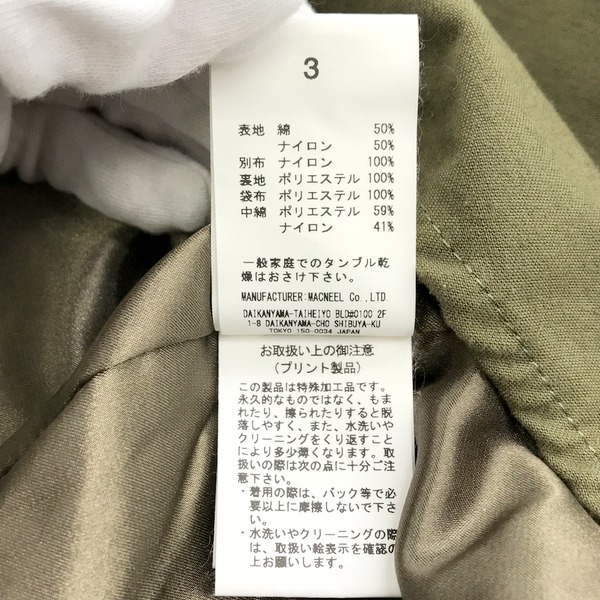 3
表地 綿 50%
ナイロン 50%
別布 ナイロン 100%
裏地 ポリエステル 100%
袋布 ポリエステル 100%
中綿 ポリエステル 59%
ナイロン 41%
一般家庭でのタンブル乾
燥はおさけ下さい。
MANUFACTURER:MACNEEL Co.,LTD.
DAIKANYAMA-TAIHEIYO BLD#0100 2F
1-8 DAIKANYAMA-CHO SHIBUYA-KU
TOKYO 150-0034 JAPAN
お取扱い上の御注意
(プリント製品)
この製品は特殊加工品です。
永久的なものではなく、もま
れたり、擦られたりすると脱
落しやすく、また、水洗いや
クリーニングをくり返すこと
により多少薄くなります。取
扱いの際は次の点に十分ご注
意下さい。
・着用の際は、バック等で必
要以上に摩擦しないで下さ
い。
・水洗いやクリーニングの際
は、取扱い絵表示を確認の
上お願いします。